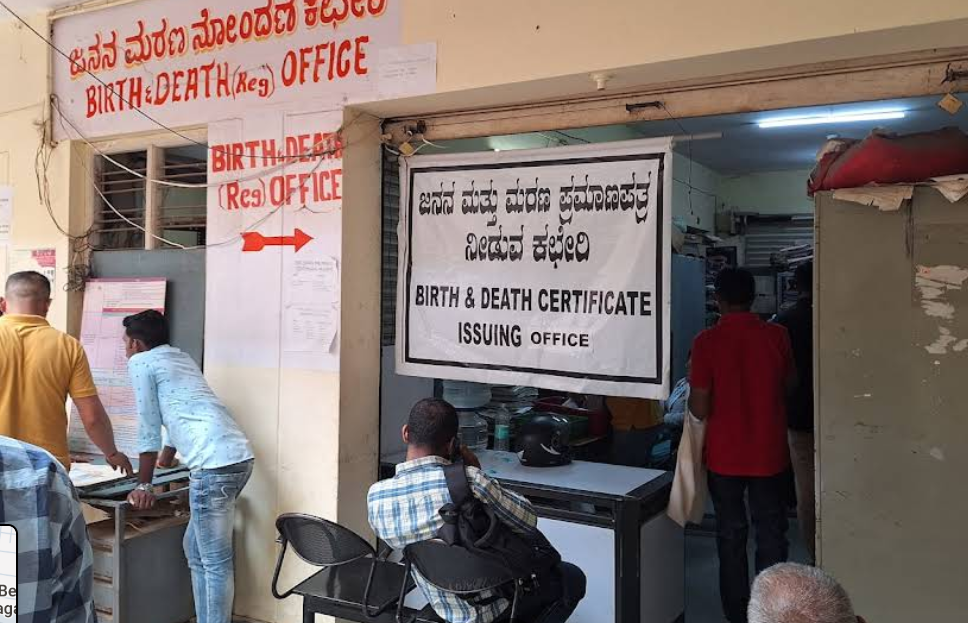 ಜನನ ಮರಣ ನೋಂದಣಿ ಕಛೇರಿ
BIRTH & DEATH (Reg) OFFICE
BIRTH & DEATH
(Reg) OFFICE
ಜನನ ಮತ್ತು ಮರಣ ಪ್ರಮಾಣಪತ್ರ
ನೀಡುವ ಕಛೇರಿ
BIRTH & DEATH CERTIFICATE
ISSUING OFFICE